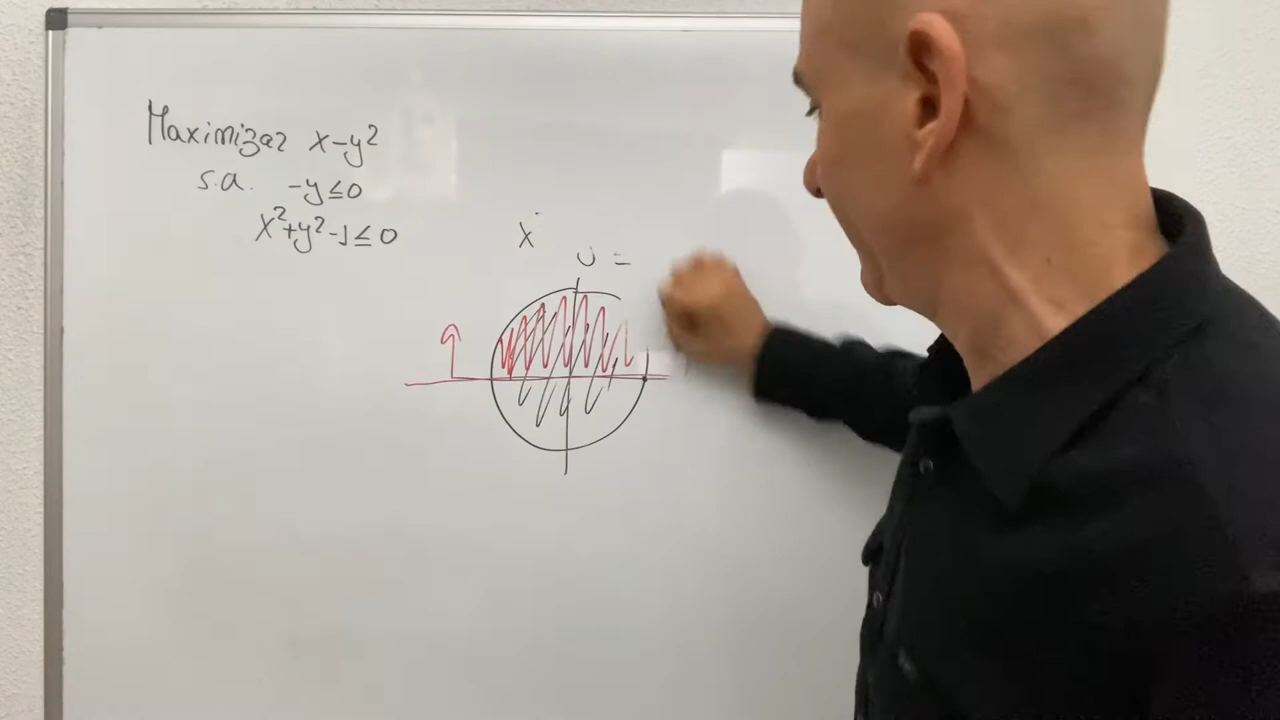 Maximizar x-y²
s.a. -y≤0
x²+y²-1≤0
x